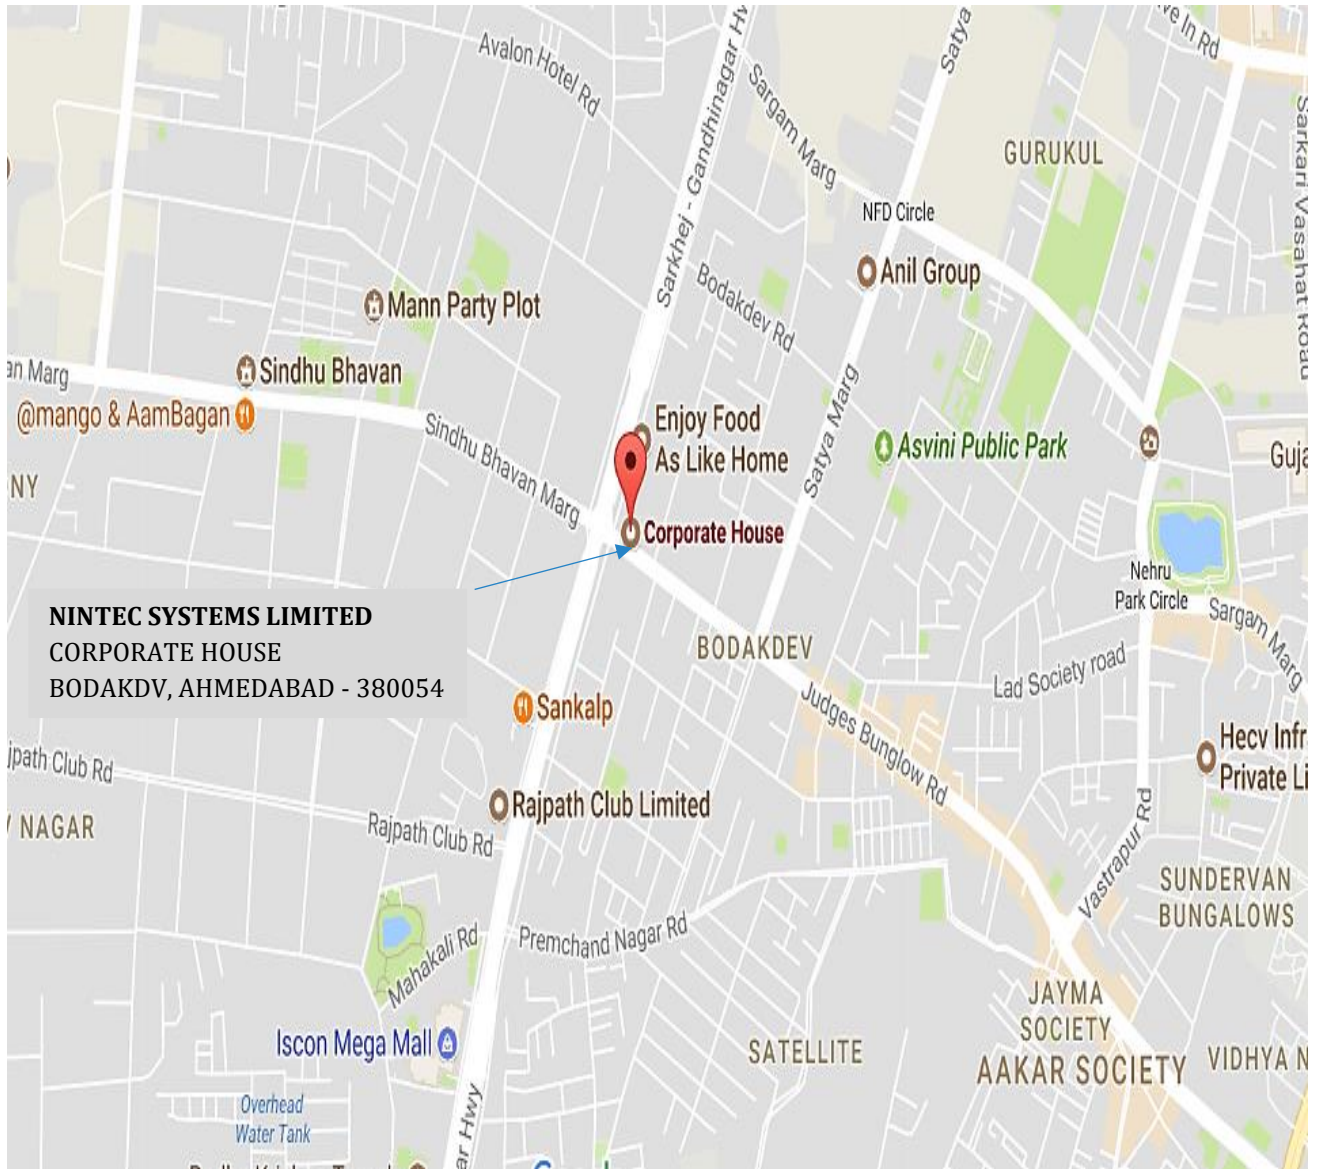 Avalon Hotel Rd
Sarkhej - Gandhinagar Hw
Sargam Marg
Satya
ve In Rd
Sarkari Vasahat Road
GURUKUL
NFD Circle
Anil Group
Bodakdev Rd
Mann Party Plot
an Marg
Sindhu Bhavan
@mango & AamBagan
Sindhu Bhavan Marg
Enjoy Food
As Like Home
Satya Marg
Asvini Public Park
Guja
NY
Corporate House
Nehru
Park Circle
Sargam Marg
NINTEC SYSTEMS LIMITED
CORPORATE HOUSE
BODAKDV, AHMEDABAD - 380054
BODAKDEV
Lad Society road
Judges Bunglow Rd
Sankalp
Hecv Infr
Private Li
jpath Club Rd
Rajpath Club Limited
NAGAR
Rajpath Club Rd
Vastrapur Rd
SUNDERVAN
BUNGALOWS
Mahakali Rd
Premchand Nagar Rd
JAYMA
SOCIETY
Iscon Mega Mall
SATELLITE
AAKAR SOCIETY
VIDHYA N
Overhead
Water Tank
ar Hwy